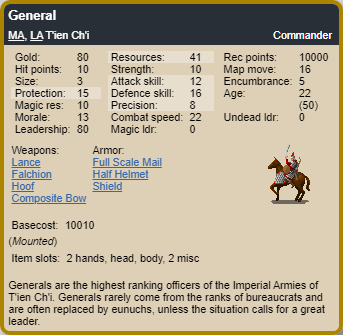 General
MA, LA T'ien Ch'i Commander
Gold: 80 Resources: 41 Rec points: 10000
Hit points: 10 Strength: 10 Map move: 16
Size: 3 Attack skill: 12 Encumbrance: 5
Protection: 15 Defence skill: 16 Age: 22
Magic res: 10 Precision: 8 (50)
Morale: 13 Combat speed: 22 Undead ldr: 0
Leadership: 80 Magic ldr: 0
Weapons: Armor:
Lance Full Scale Mail
Falchion Half Helmet
Hoof Shield
Composite Bow
Basecost: 10010
(Mounted)
Item slots: 2 hands, head, body, 2 misc
Generals are the highest ranking officers of the Imperial Armies of
T'ien Ch'i. Generals rarely come from the ranks of bureaucrats and
are often replaced by eunuchs, unless the situation calls for a great
leader.